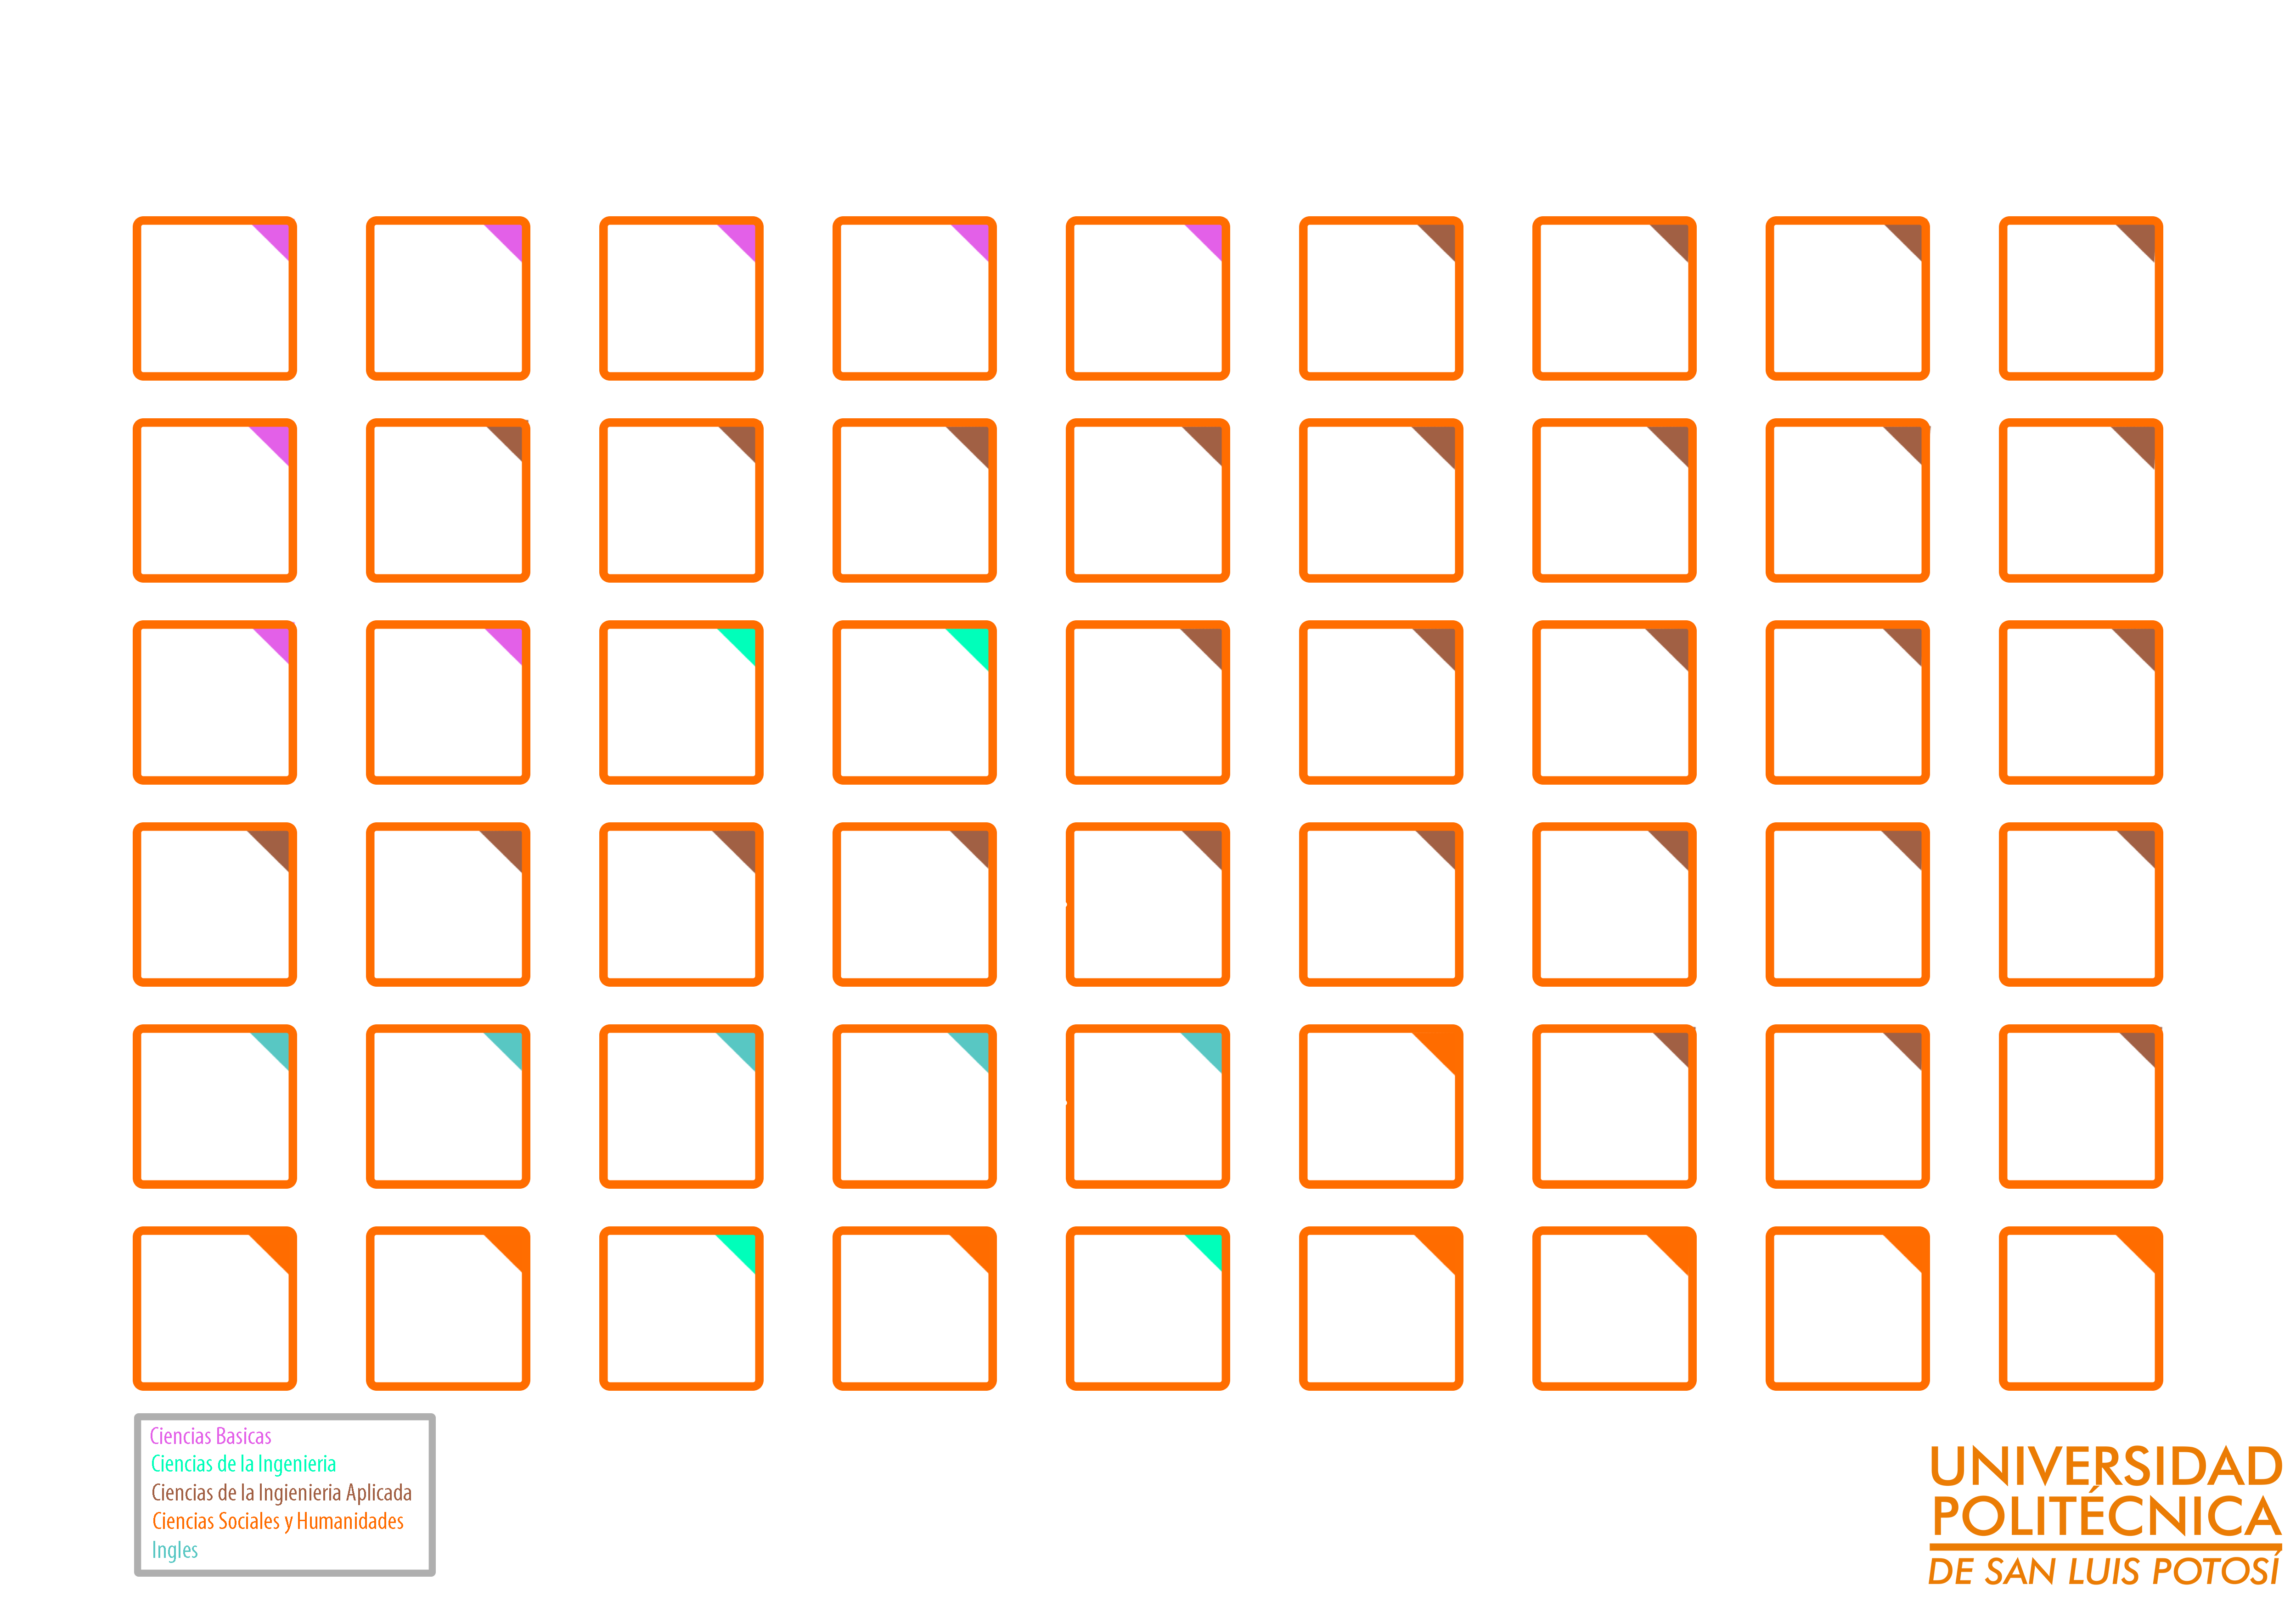 Ciencias Basicas
Ciencias de la Ingenieria
Ciencias de la Ingienieria Aplicada
Ciencias Sociales y Humanidades
Ingles
UNIVERSIDAD
POLITÉCNICA
DE SAN LUIS POTOSÍ